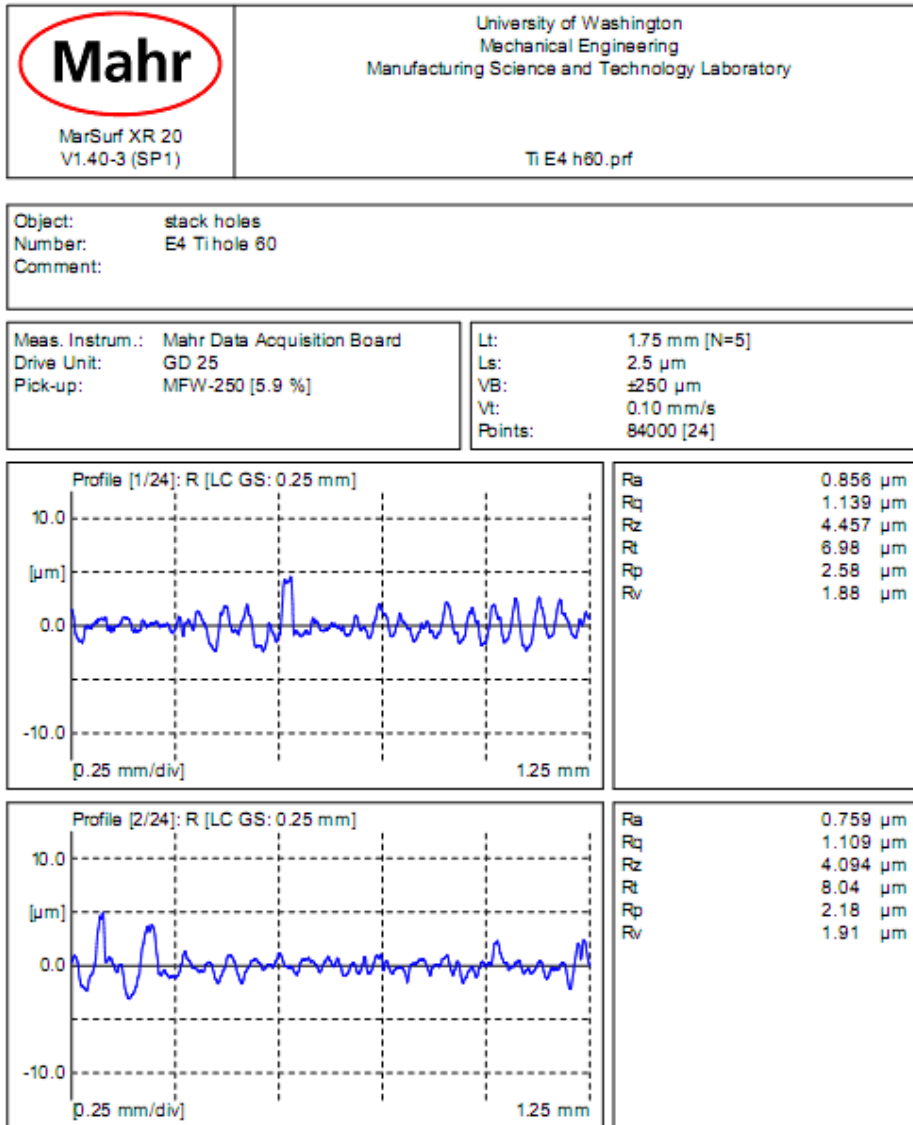 Mahr
MarSurf XR 20
V1.40-3 (SP1)
University of Washington
Mechanical Engineering
Manufacturing Science and Technology Laboratory
Ti E4 h60.prf
Object: stack holes
Number: E4 Ti hole 60
Comment:
Meas. Instrum.: Mahr Data Acquisition Board
Drive Unit: GD 25
Pick-up: MFW-250 [5.9 %]
Lt: 1.75 mm [N=5]
Ls: 2.5 µm
VB: ±250 µm
Vt: 0.10 mm/s
Points: 84000 [24]
Profile [1/24]: R [LC GS: 0.25 mm]
10.0
[µm]
0.0
-10.0
[0.25 mm/div] 1.25 mm
Ra 0.856 µm
Rq 1.139 µm
Rz 4.457 µm
Rt 6.98 µm
Rp 2.58 µm
Rv 1.88 µm
Profile [2/24]: R [LC GS: 0.25 mm]
10.0
[µm]
0.0
-10.0
[0.25 mm/div] 1.25 mm
Ra 0.759 µm
Rq 1.109 µm
Rz 4.094 µm
Rt 8.04 µm
Rp 2.18 µm
Rv 1.91 µm